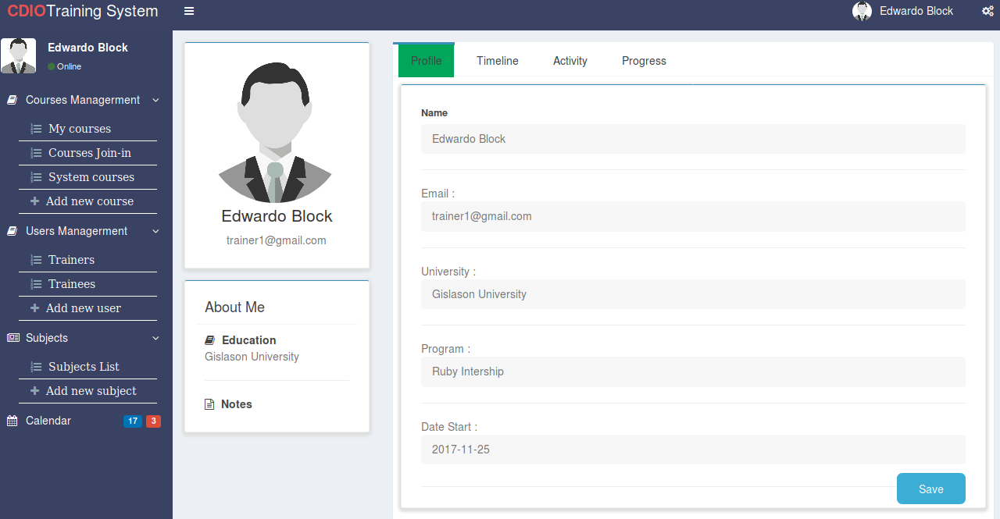 CDIOTraining System
Edwardo Block
Edwardo Block
Online
Courses Managerment
My courses
Courses Join-in
System courses
Add new course
Users Managerment
Trainers
Trainees
Add new user
Subjects
Subjects List
Add new subject
Calendar 17 3
Edwardo Block
trainer1@gmail.com
About Me
Education
Gislason University
Notes
Profile Timeline Activity Progress
Name
Edwardo Block
Email :
trainer1@gmail.com
University :
Gislason University
Program :
Ruby Intership
Date Start :
2017-11-25
Save